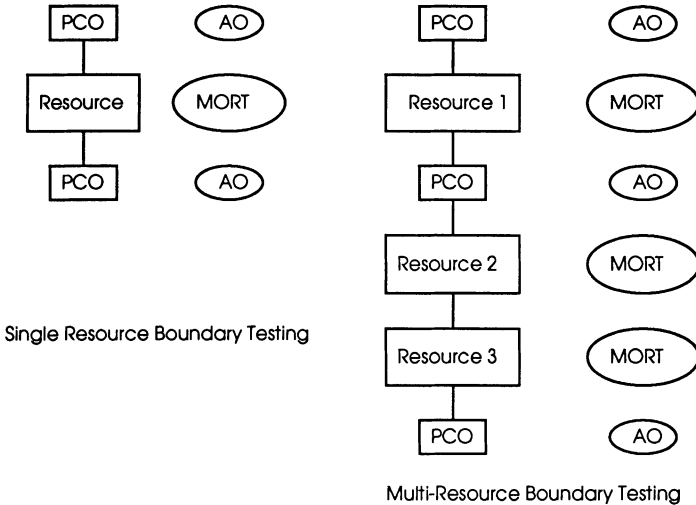 PCO AO
Resource MORT
PCO AO
Single Resource Boundary Testing
PCO AO
Resource 1 MORT
PCO AO
Resource 2 MORT
Resource 3 MORT
PCO AO
Multi-Resource Boundary Testing